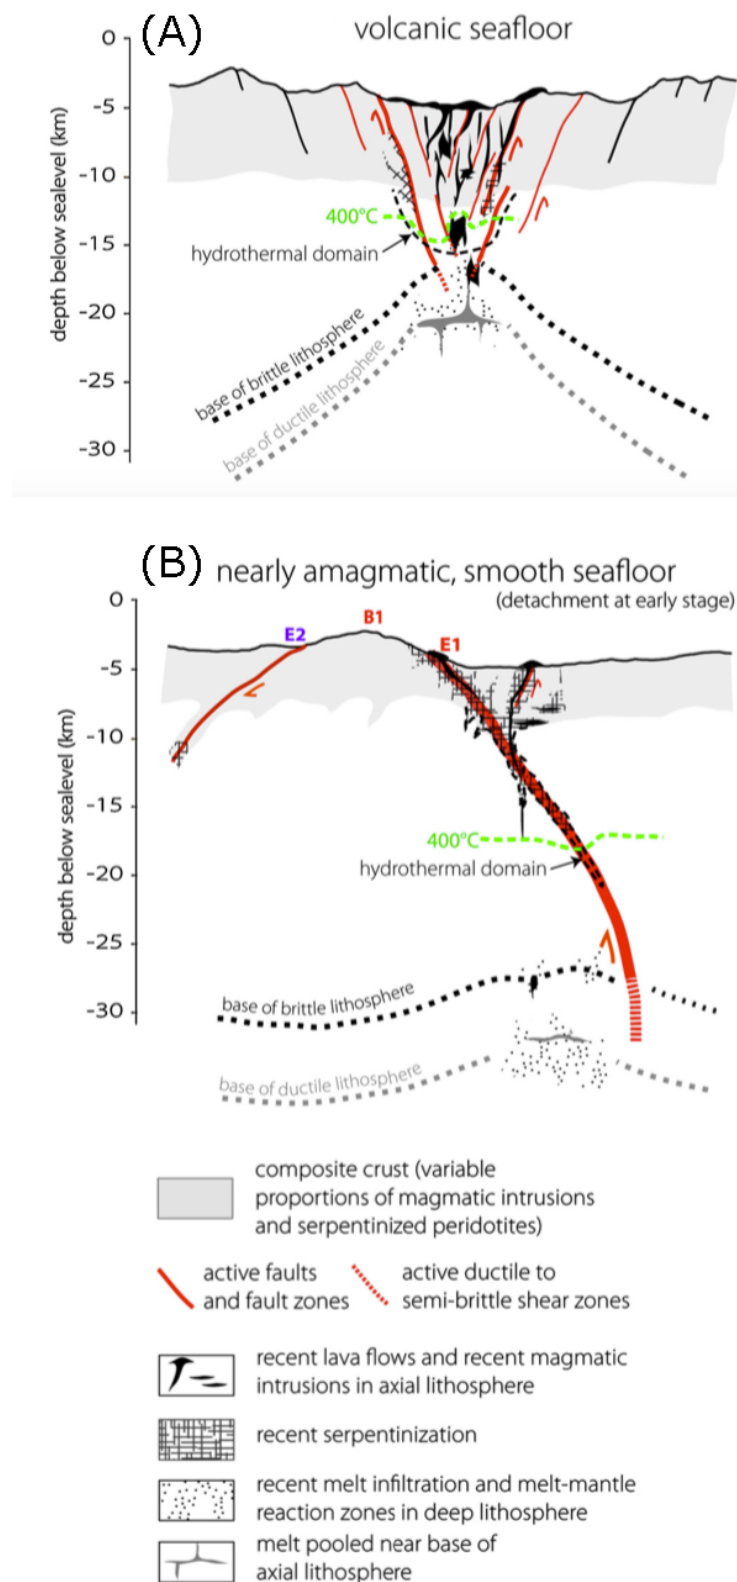 (A)
volcanic seafloor
0
-5
-10
-15
-20
-25
-30
depth below sealevel (km)
400°C
hydrothermal domain
base of brittle lithosphere
base of ductile lithosphere
(B)
nearly amagmatic, smooth seafloor
(detachment at early stage)
0
-5
-10
-15
-20
-25
-30
depth below sealevel (km)
E2
B1
E1
400°C
hydrothermal domain
base of brittle lithosphere
base of ductile lithosphere
composite crust (variable
proportions of magmatic intrusions
and serpentinized peridotites)
active faults
and fault zones
active ductile to
semi-brittle shear zones
recent lava flows and recent magmatic
intrusions in axial lithosphere
recent serpentinization
recent melt infiltration and melt-mantle
reaction zones in deep lithosphere
melt pooled near base of
axial lithosphere